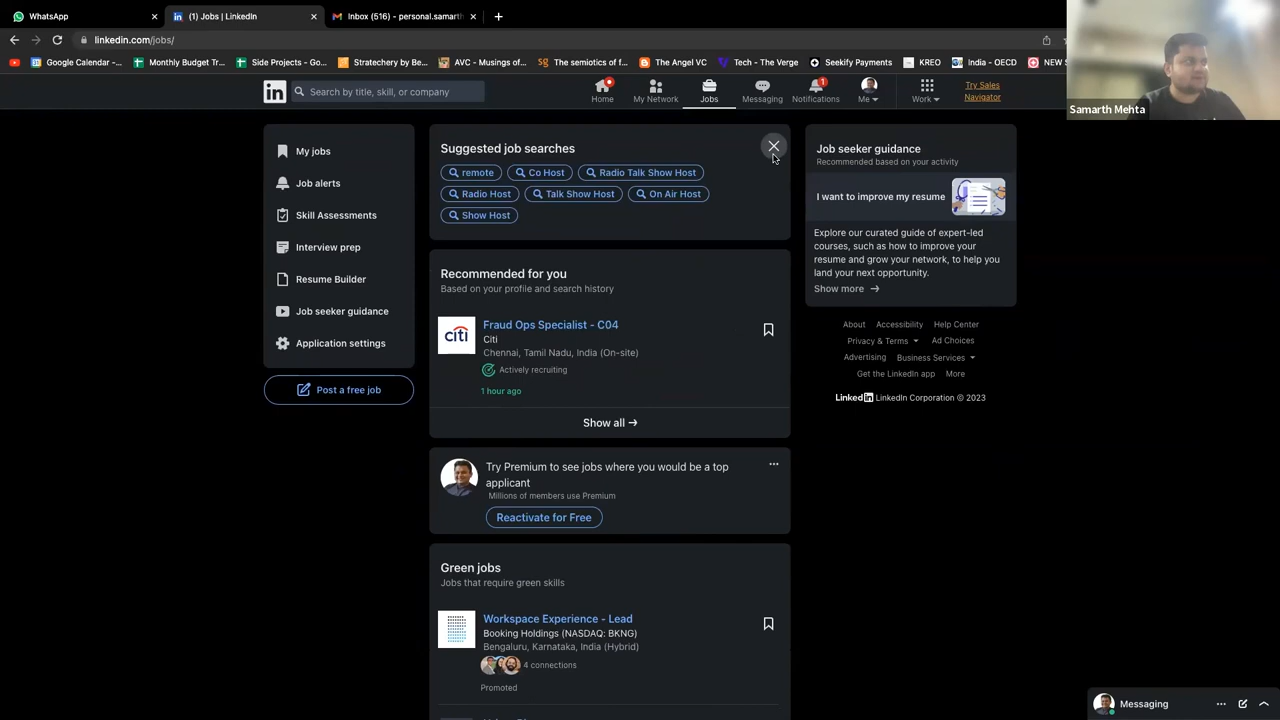 WhatsApp
(1) Jobs | LinkedIn
Inbox (516) - personal.samarth
linkedin.com/jobs/
Google Calendar -...
Monthly Budget Tr...
Side Projects - Go...
Stratechery by Be...
AVC - Musings of...
The semiotics of f...
The Angel VC
Tech - The Verge
Seekify Payments
KREO
India - OECD
NEW S
Samarth Mehta
in
Search by title, skill, or company
Home
My Network
Jobs
Messaging
1
Notifications
Me
Work
Try Sales
Navigator
My jobs
Job alerts
Skill Assessments
Interview prep
Resume Builder
Job seeker guidance
Application settings
Post a free job
Suggested job searches
remote
Co Host
Radio Talk Show Host
Radio Host
Talk Show Host
On Air Host
Show Host
Recommended for you
Based on your profile and search history
citi
Fraud Ops Specialist - C04
Citi
Chennai, Tamil Nadu, India (On-site)
Actively recruiting
1 hour ago
Show all →
Try Premium to see jobs where you would be a top
applicant
Millions of members use Premium
Reactivate for Free
Green jobs
Jobs that require green skills
Workspace Experience - Lead
Booking Holdings (NASDAQ: BKNG)
Bengaluru, Karnataka, India (Hybrid)
4 connections
Promoted
Job seeker guidance
Recommended based on your activity
I want to improve my resume
Explore our curated guide of expert-led
courses, such as how to improve your
resume and grow your network, to help you
land your next opportunity.
Show more →
About
Accessibility
Help Center
Privacy & Terms
Ad Choices
Advertising
Business Services
Get the LinkedIn app
More
LinkedIn LinkedIn Corporation © 2023
Messaging